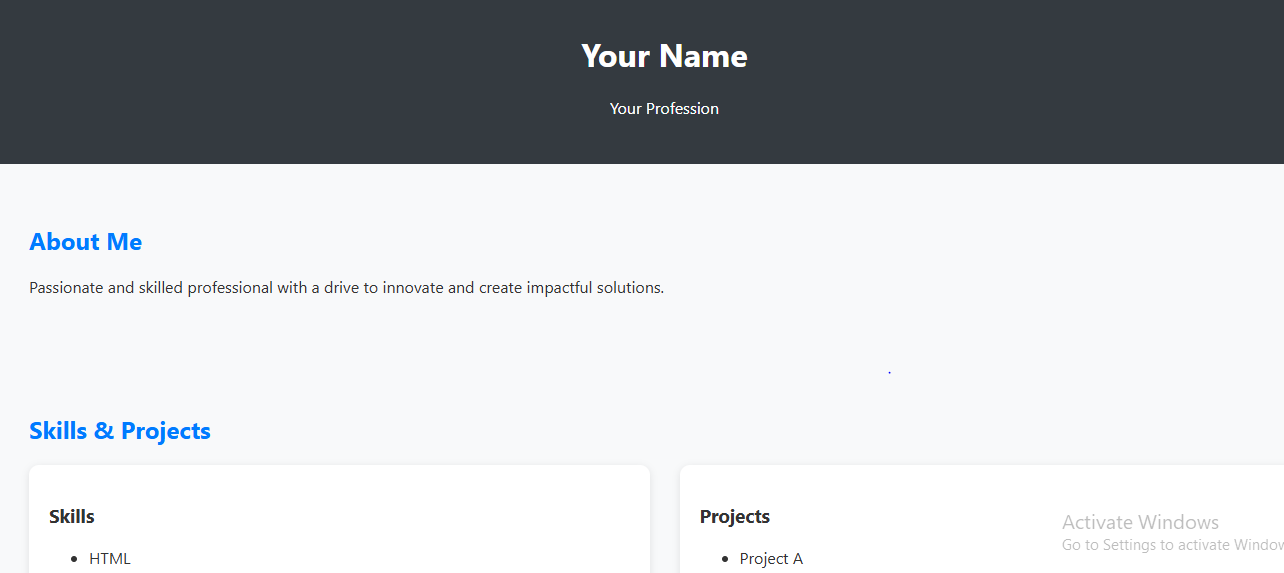 Your Name
Your Profession
About Me
Passionate and skilled professional with a drive to innovate and create impactful solutions.
Skills & Projects
Skills
• HTML
Projects
• Project A
Activate Windows
Go to Settings to activate Window